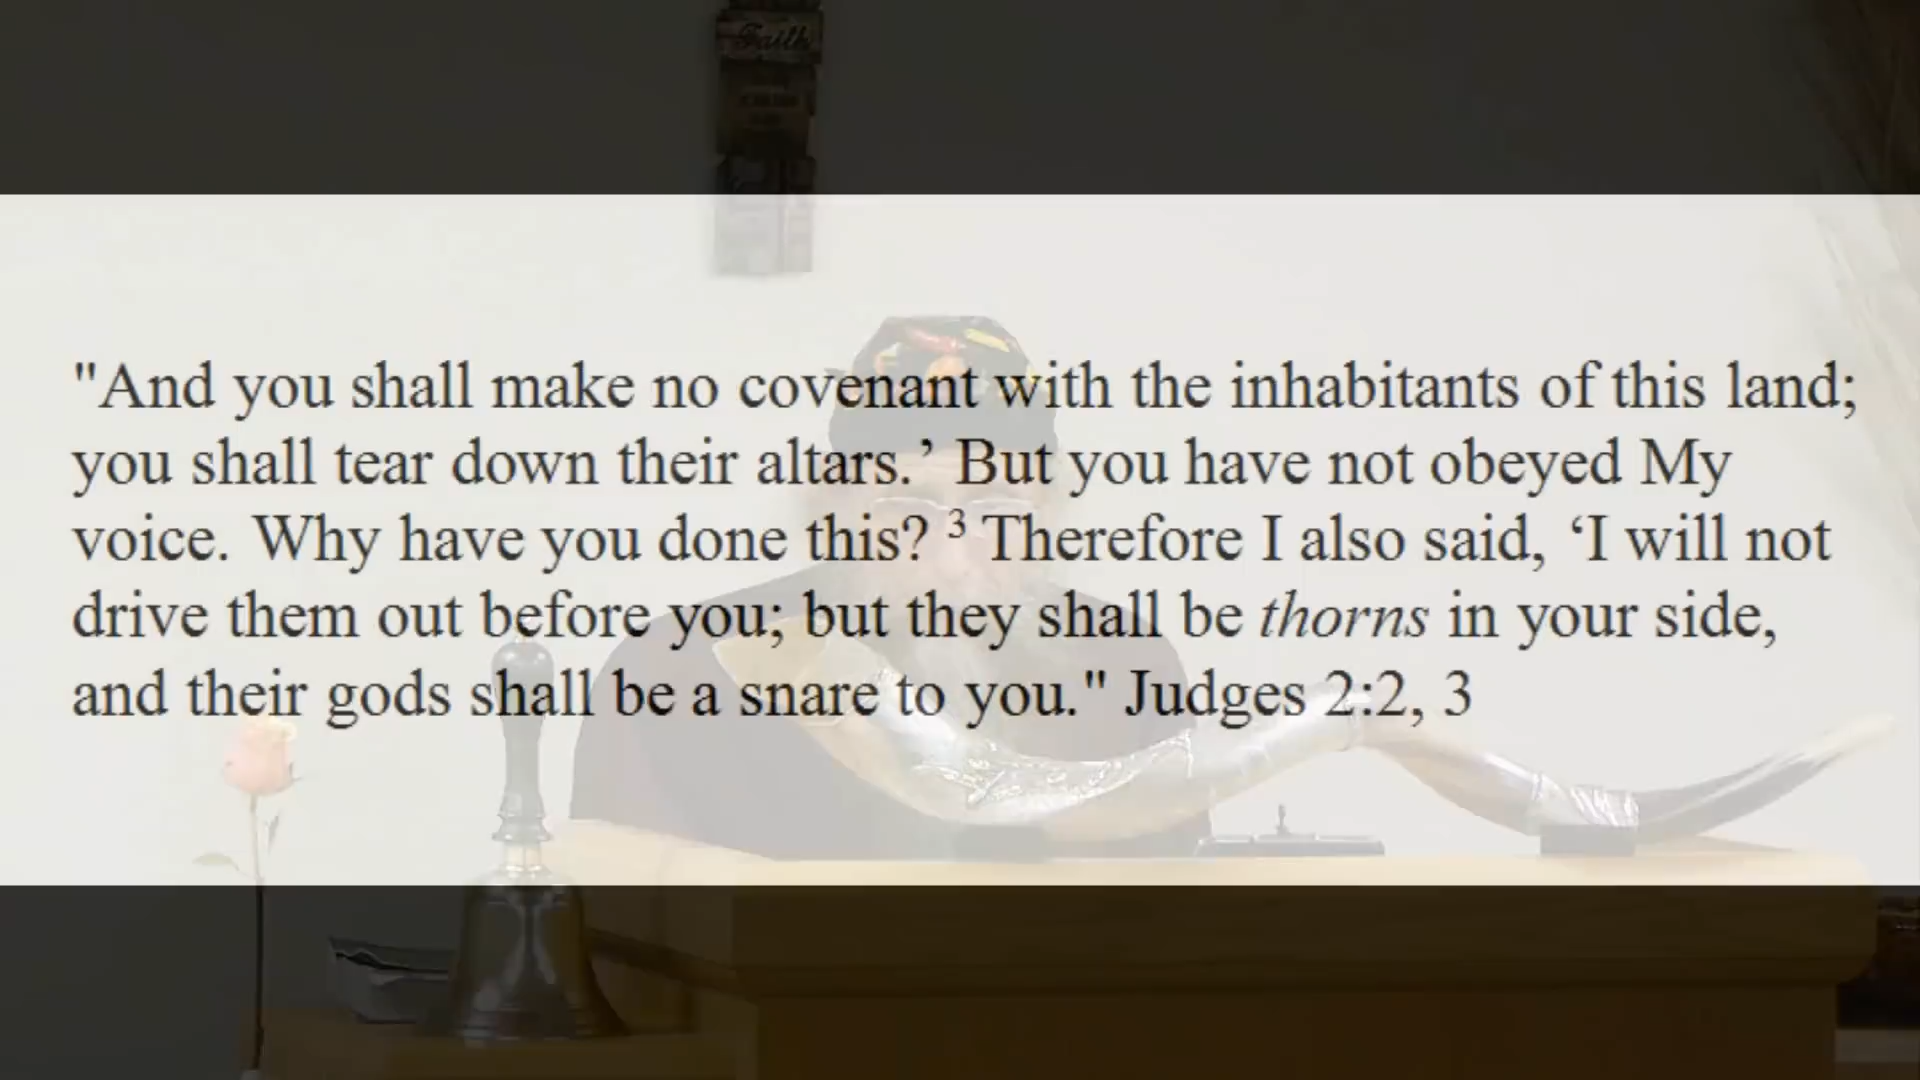 Faith
"And you shall make no covenant with the inhabitants of this land;
you shall tear down their altars.’ But you have not obeyed My
voice. Why have you done this? 3 Therefore I also said, ‘I will not
drive them out before you; but they shall be thorns in your side,
and their gods shall be a snare to you." Judges 2:2, 3